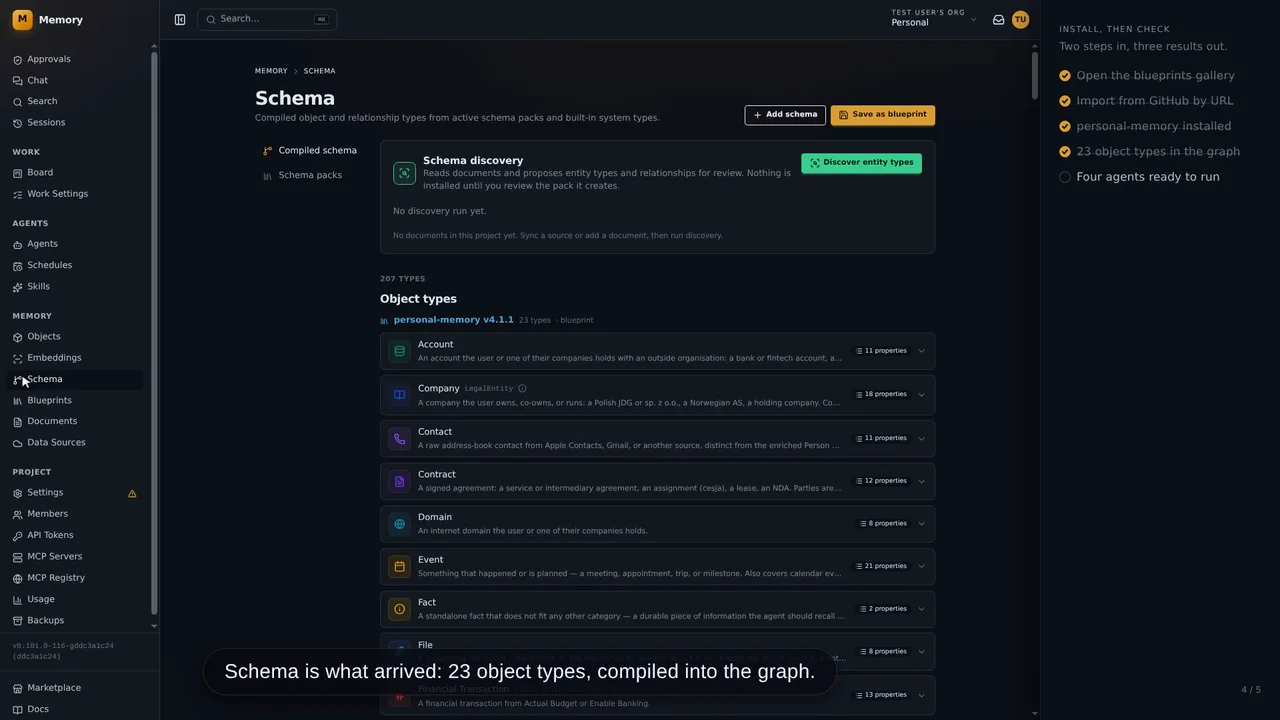 M Memory
Search...
⌘K
TEST USER'S ORG
Personal
TU
Approvals
Chat
Search
Sessions
WORK
Board
Work Settings
AGENTS
Agents
Schedules
Skills
MEMORY
Objects
Embeddings
Schema
Blueprints
Documents
Data Sources
PROJECT
Settings
Members
API Tokens
MCP Servers
MCP Registry
Usage
Backups
v0.101.0-116-gddc3a1c24
(ddc3a1c24)
Marketplace
Docs
MEMORY > SCHEMA
Schema
Compiled object and relationship types from active schema packs and built-in system types.
+ Add schema
Save as blueprint
Compiled schema
Schema packs
Schema discovery
Reads documents and proposes entity types and relationships for review. Nothing is
installed until you review the pack it creates.
Discover entity types
No discovery run yet.
No documents in this project yet. Sync a source or add a document, then run discovery.
207 TYPES
Object types
personal-memory v4.1.1 23 types · blueprint
Account
An account the user or one of their companies holds with an outside organisation: a bank or fintech account, a...
11 properties
Company LegalEntity
A company the user owns, co-owns, or runs: a Polish JDG or sp. z o.o., a Norwegian AS, a holding company. Co...
18 properties
Contact
A raw address-book contact from Apple Contacts, Gmail, or another source, distinct from the enriched Person ...
11 properties
Contract
A signed agreement: a service or intermediary agreement, an assignment (cesja), a lease, an NDA. Parties are...
12 properties
Domain
An internet domain the user or one of their companies holds.
8 properties
Event
Something that happened or is planned — a meeting, appointment, trip, or milestone. Also covers calendar ev...
21 properties
Fact
A standalone fact that does not fit any other category — a durable piece of information the agent should recall ...
2 properties
File
8 properties
Schema is what arrived: 23 object types, compiled into the graph.
Financial Transaction
A financial transaction from Actual Budget or Enable Banking.
13 properties
INSTALL, THEN CHECK
Two steps in, three results out.
Open the blueprints gallery
Import from GitHub by URL
personal-memory installed
23 object types in the graph
Four agents ready to run
4 / 5